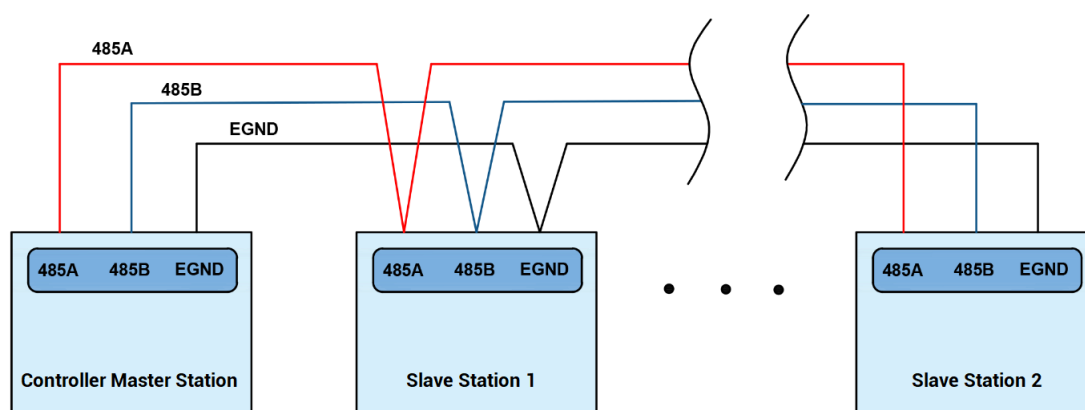 485A
485B
EGND
485A 485B EGND
485A 485B EGND
485A 485B EGND
Controller Master Station
Slave Station 1
Slave Station 2